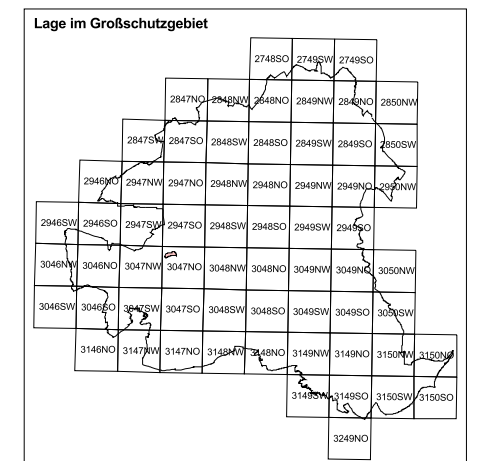 Lage im Großschutzgebiet
2748SO 2749SW 2749SO
2847NO 2848NW 2848NO 2849NW 2849NO 2850NW
2847SW 2847SO 2848SW 2848SO 2849SW 2849SO 2850SW
2946NO 2947NW 2947NO 2948NW 2948NO 2949NW 2949NO 2950NW
2946SW 2946SO 2947SW 2947SO 2948SW 2948SO 2949SW 2949SO
3046NW 3046NO 3047NW 3047NO 3048NW 3048NO 3049NW 3049NO 3050NW
3046SW 3046SO 3047SW 3047SO 3048SW 3048SO 3049SW 3049SO 3050SW
3146NO 3147NW 3147NO 3148NW 3148NO 3149NW 3149NO 3150NW 3150NO
3149SW 3149SO 3150SW 3150SO
3249NO